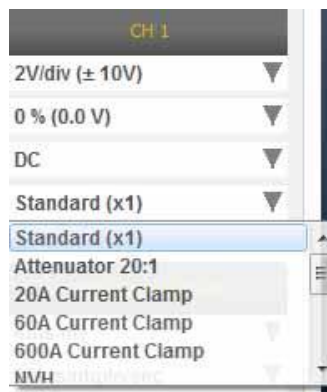 CH 1
2V/div (± 10V)
0 % (0.0 V)
DC
Standard (x1)
Standard (x1)
Attenuator 20:1
20A Current Clamp
60A Current Clamp
600A Current Clamp
NVH